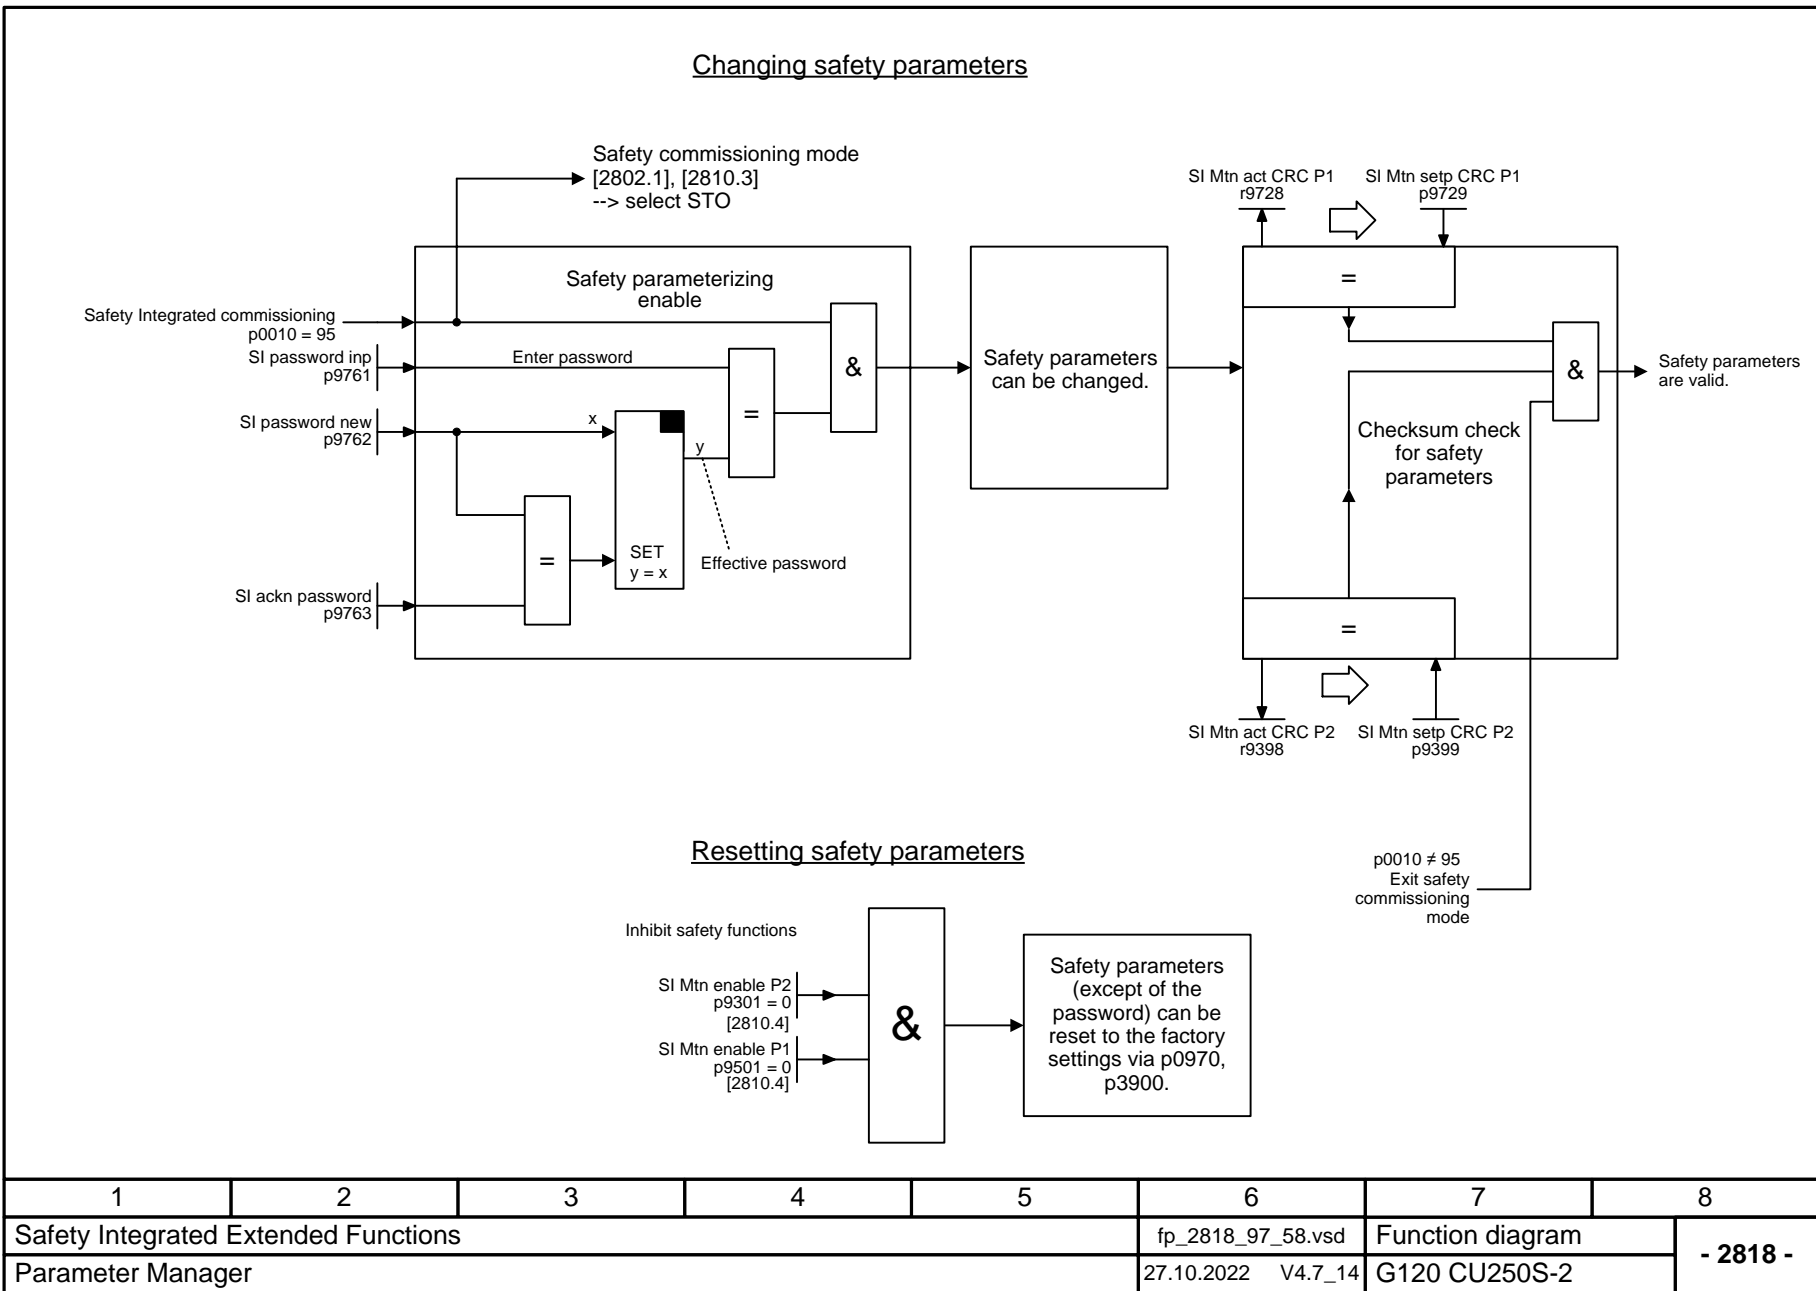 Changing safety parameters
Safety commissioning mode
[2802.1], [2810.3]
--> select STO
SI Mtn act CRC P1
r9728
SI Mtn setp CRC P1
p9729
Safety parameterizing
enable
=
Safety Integrated commissioning
p0010 = 95
SI password inp
p9761
Enter password
&
Safety parameters
can be changed.
&
Safety parameters
are valid.
SI password new
p9762
x
=
y
Checksum check
for safety
parameters
=
SET
y = x
Effective password
SI ackn password
p9763
=
SI Mtn act CRC P2
r9398
SI Mtn setp CRC P2
p9399
p0010 ≠ 95
Exit safety
commissioning
mode
Resetting safety parameters
Inhibit safety functions
SI Mtn enable P2
p9301 = 0
[2810.4]
SI Mtn enable P1
p9501 = 0
[2810.4]
&
Safety parameters
(except of the
password) can be
reset to the factory
settings via p0970,
p3900.
1 2 3 4 5 6 7 8
Safety Integrated Extended Functions
fp_2818_97_58.vsd
Function diagram
- 2818 -
Parameter Manager
27.10.2022 V4.7_14
G120 CU250S-2